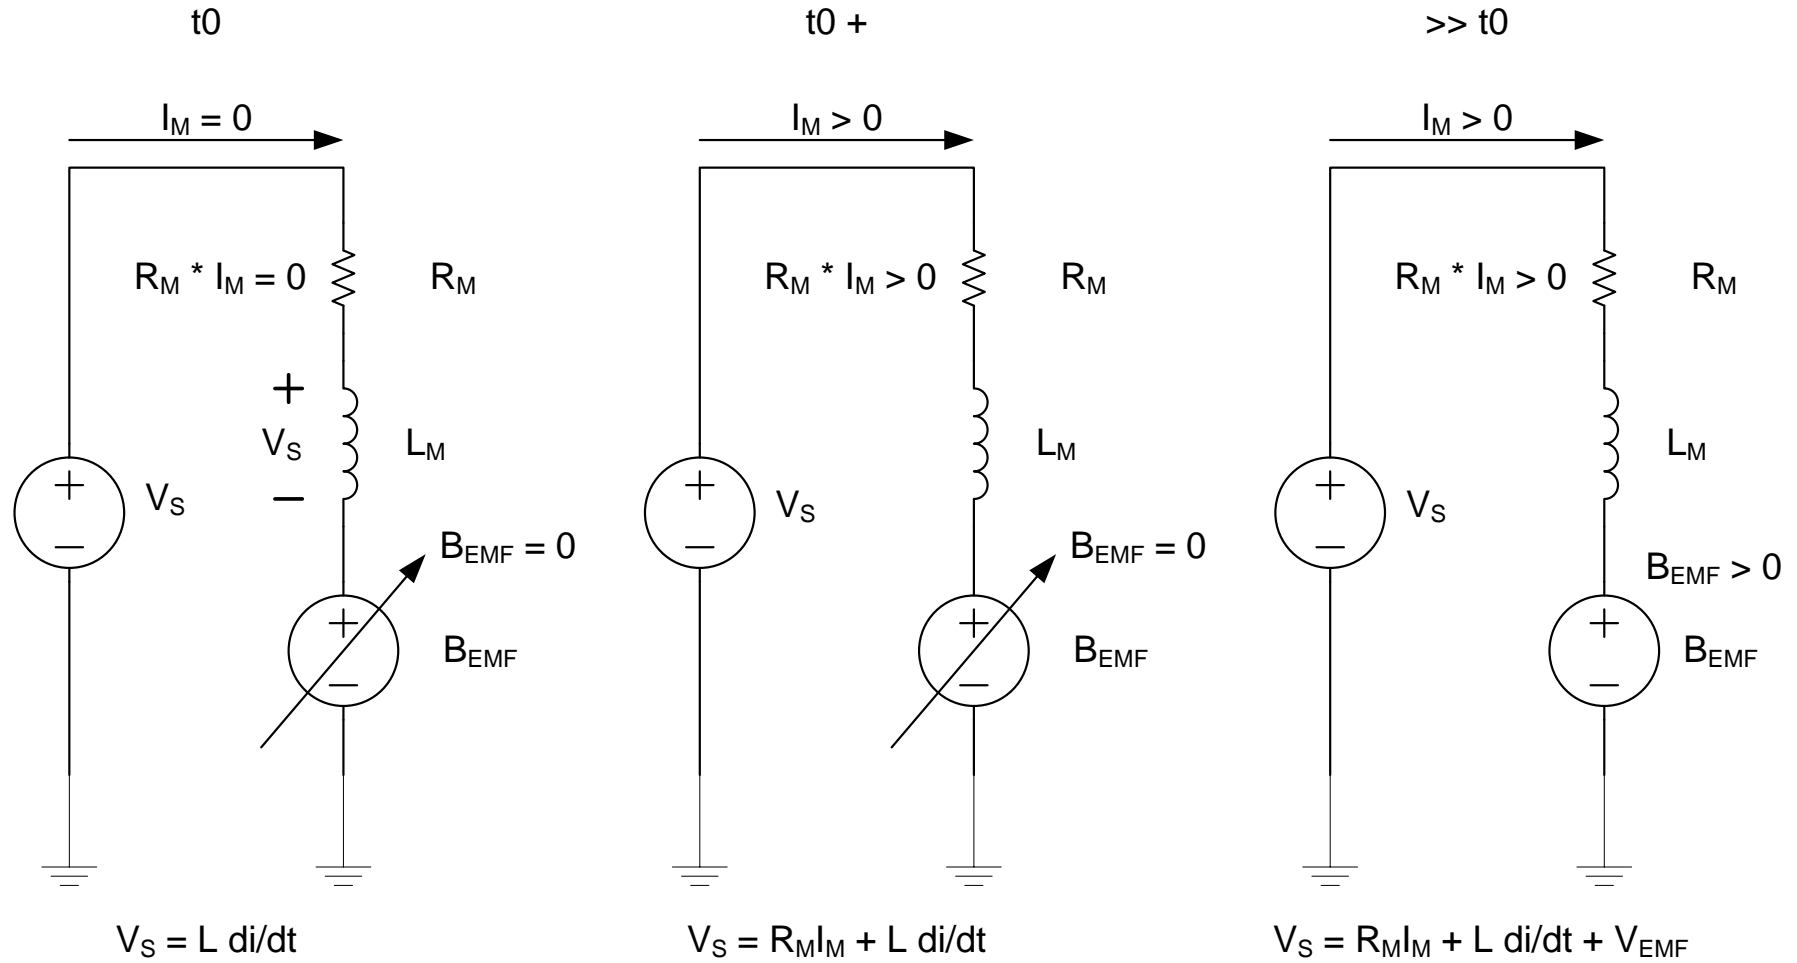 t0
I_M = 0
R_M * I_M = 0
R_M
+
V_S
−
L_M
V_S
B_EMF = 0
B_EMF
V_S = L di/dt
t0 +
I_M > 0
R_M * I_M > 0
R_M
L_M
V_S
B_EMF = 0
B_EMF
V_S = R_MI_M + L di/dt
>> t0
I_M > 0
R_M * I_M > 0
R_M
L_M
V_S
B_EMF > 0
B_EMF
V_S = R_MI_M + L di/dt + V_EMF